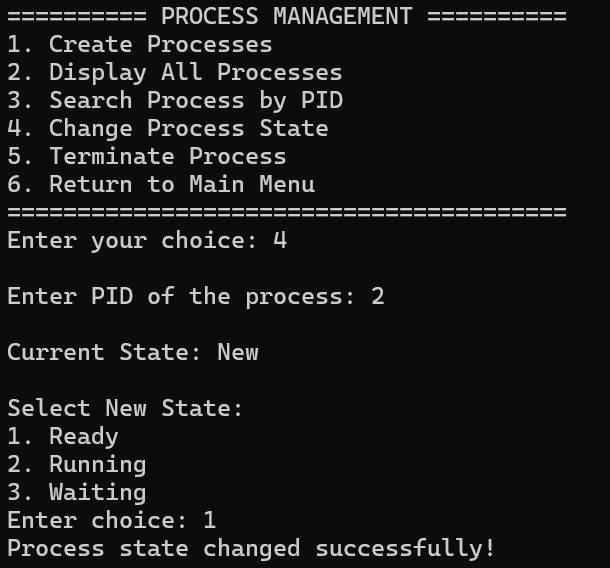 ========== PROCESS MANAGEMENT ==========
1. Create Processes
2. Display All Processes
3. Search Process by PID
4. Change Process State
5. Terminate Process
6. Return to Main Menu
========================================
Enter your choice: 4
Enter PID of the process: 2
Current State: New
Select New State:
1. Ready
2. Running
3. Waiting
Enter choice: 1
Process state changed successfully!